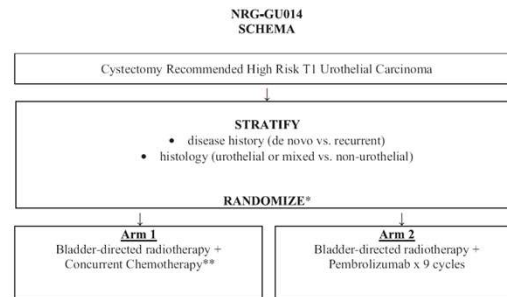 NRG-GU014
SCHEMA
Cystectomy Recommended High Risk T1 Urothelial Carcinoma
STRATIFY
• disease history (de novo vs. recurrent)
• histology (urothelial or mixed vs. non-urothelial)
RANDOMIZE*
Arm 1
Bladder-directed radiotherapy +
Concurrent Chemotherapy**
Arm 2
Bladder-directed radiotherapy +
Pembrolizumab x 9 cycles